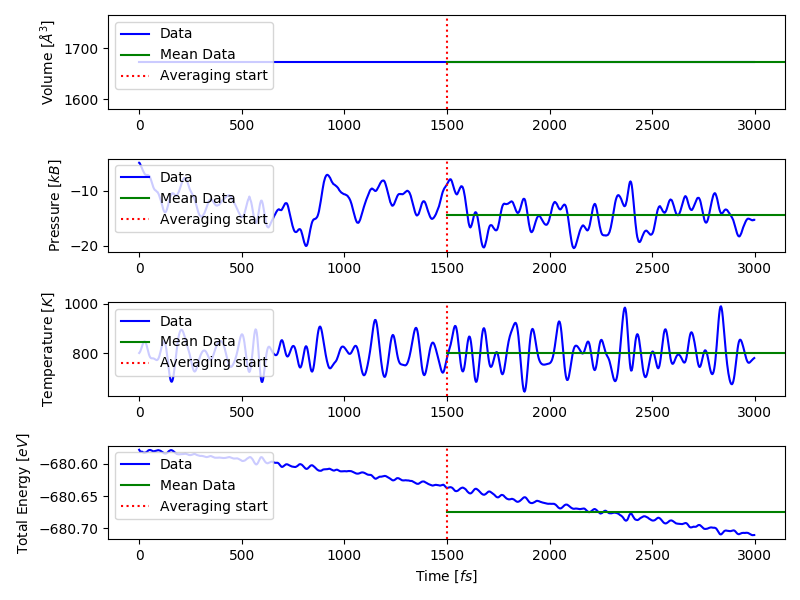 Volume [Å^3]
1700
1600
Data
Mean Data
Averaging start
0 500 1000 1500 2000 2500 3000
Pressure [kB]
−10
−20
Data
Mean Data
Averaging start
0 500 1000 1500 2000 2500 3000
Temperature [K]
1000
800
Data
Mean Data
Averaging start
0 500 1000 1500 2000 2500 3000
Total Energy [eV]
−680.60
−680.65
−680.70
Data
Mean Data
Averaging start
0 500 1000 1500 2000 2500 3000
Time [fs]